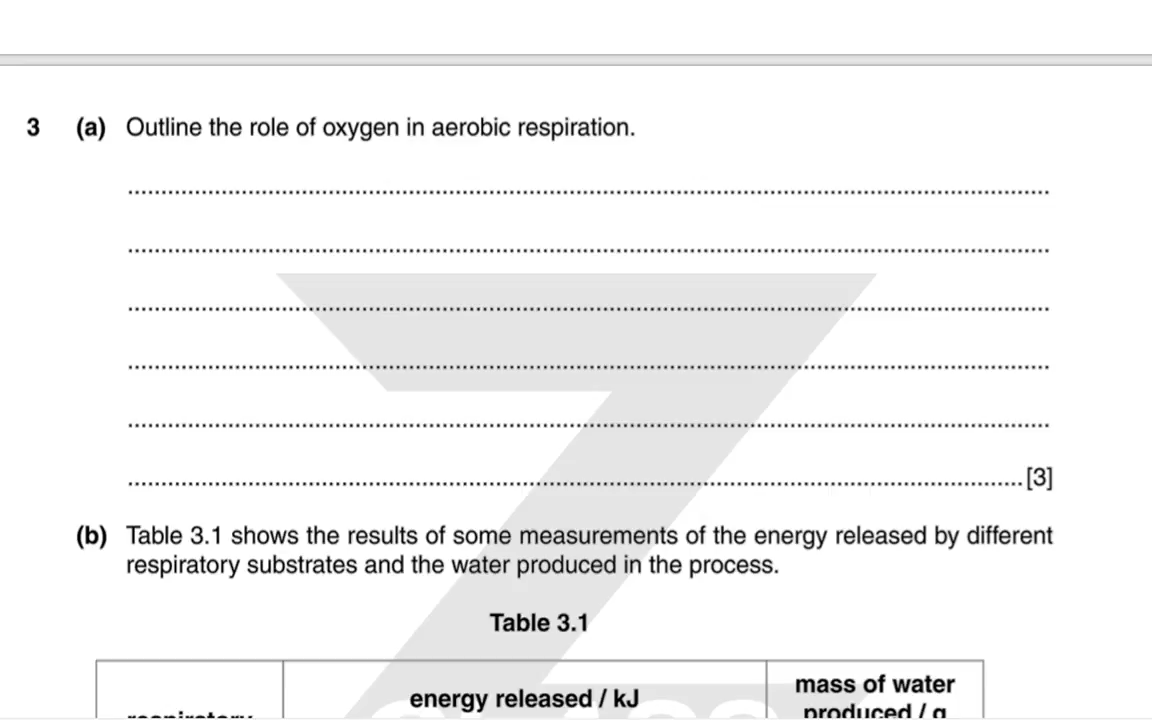 3 (a) Outline the role of oxygen in aerobic respiration.
..........................................................................................................................................
..........................................................................................................................................
..........................................................................................................................................
..........................................................................................................................................
..........................................................................................................................................
......................................................................................................................................[3]
(b) Table 3.1 shows the results of some measurements of the energy released by different
respiratory substrates and the water produced in the process.
Table 3.1
mass of water
energy released / kJ
produced / g
respiratory